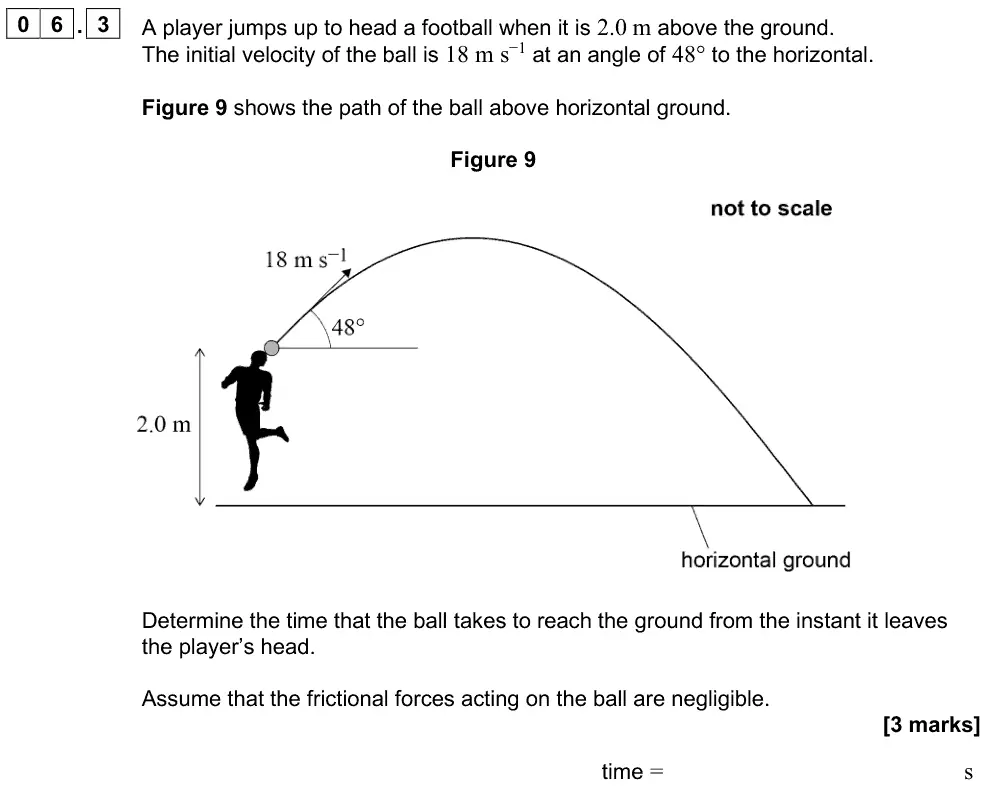 0 6 . 3 A player jumps up to head a football when it is 2.0 m above the ground.
The initial velocity of the ball is 18 m s⁻¹ at an angle of 48° to the horizontal.
Figure 9 shows the path of the ball above horizontal ground.
Figure 9
not to scale
18 m s⁻¹
48°
2.0 m
horizontal ground
Determine the time that the ball takes to reach the ground from the instant it leaves
the player's head.
Assume that the frictional forces acting on the ball are negligible.
[3 marks]
time = s